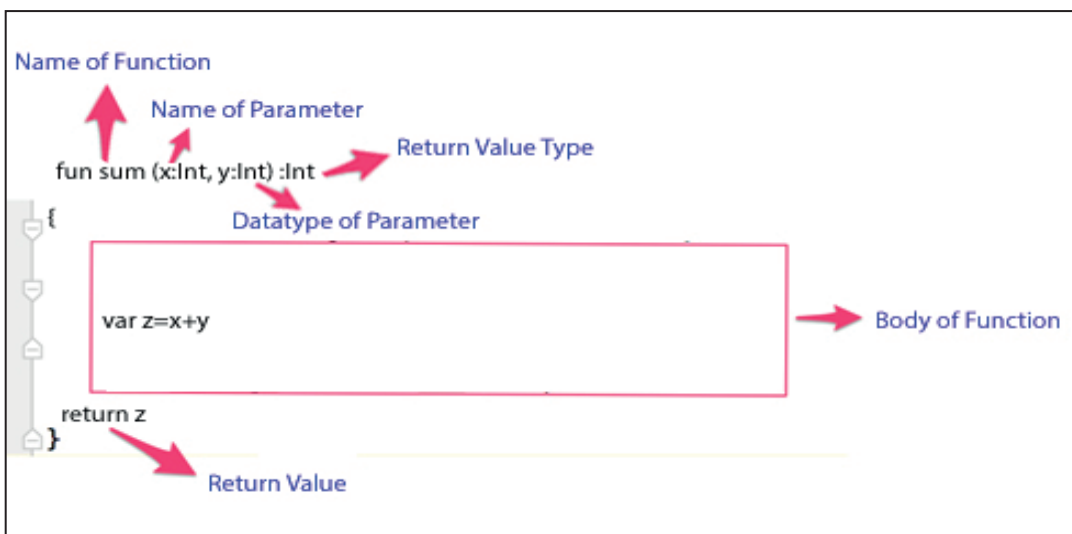 Name of Function
Name of Parameter
Return Value Type
fun sum (x:Int, y:Int) :Int
{
Datatype of Parameter
var z=x+y
Body of Function
return z
}
Return Value